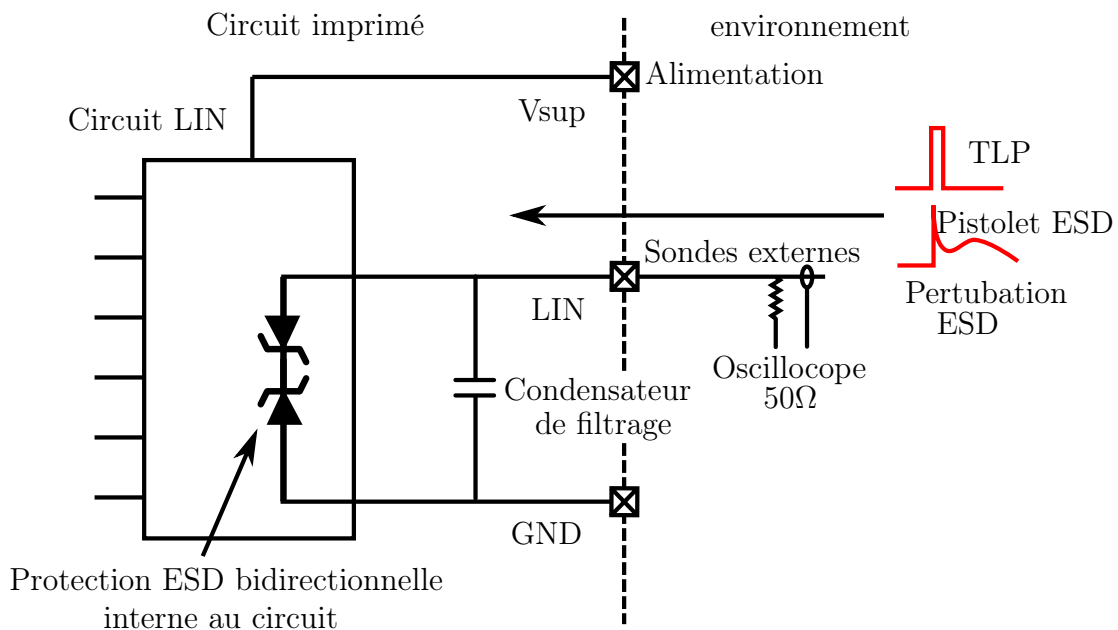 Circuit imprimé
environnement
Alimentation
Vsup
Circuit LIN
TLP
Pistolet ESD
Sondes externes
LIN
Pertubation
ESD
Oscillocope
50Ω
Condensateur
de filtrage
GND
Protection ESD bidirectionnelle
interne au circuit